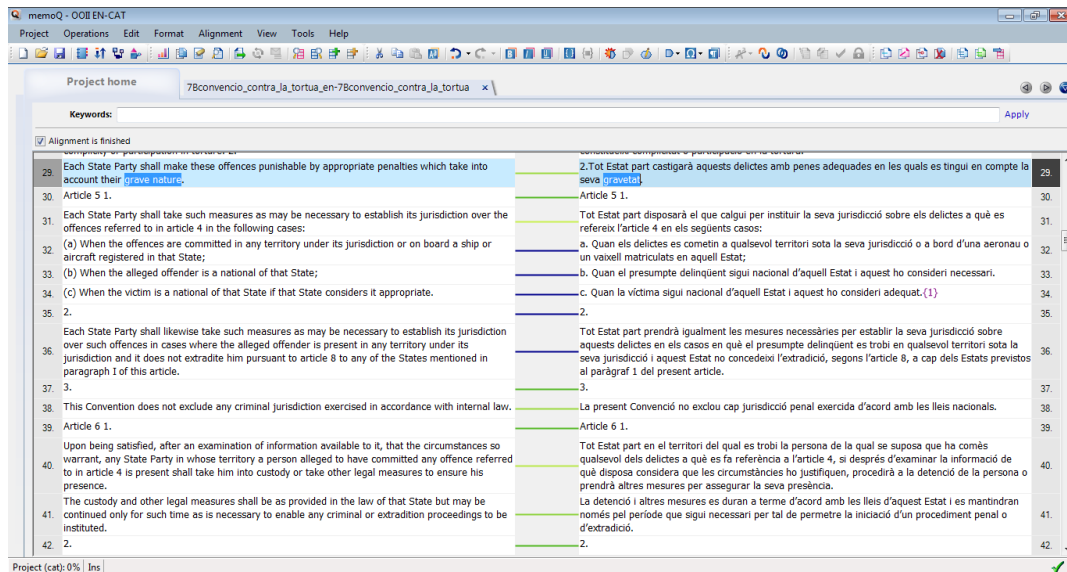 memoQ - OOII EN-CAT
Project Operations Edit Format Alignment View Tools Help
Project home
7Bconvencio_contra_la_tortua_en-7Bconvencio_contra_la_tortua x
Keywords:
Apply
Alignment is finished
29. Each State Party shall make these offences punishable by appropriate penalties which take into
account their grave nature.
2.Tot Estat part castigarà aquests delictes amb penes adequades en les quals es tingui en compte la
seva gravetat. 29.
30. Article 5 1.
Article 5 1. 30.
31. Each State Party shall take such measures as may be necessary to establish its jurisdiction over the
offences referred to in article 4 in the following cases:
Tot Estat part disposarà el que calgui per instituir la seva jurisdicció sobre els delictes a què es
refereix l'article 4 en els següents casos: 31.
32. (a) When the offences are committed in any territory under its jurisdiction or on board a ship or
aircraft registered in that State;
a. Quan els delictes es cometin a qualsevol territori sota la seva jurisdicció o a bord d'una aeronau o
un vaixell matriculats en aquell Estat; 32.
33. (b) When the alleged offender is a national of that State;
b. Quan el presumpte delinqüent sigui nacional d'aquell Estat i aquest ho consideri necessari. 33.
34. (c) When the victim is a national of that State if that State considers it appropriate.
c. Quan la víctima sigui nacional d'aquell Estat i aquest ho consideri adequat.{1} 34.
35. 2.
2. 35.
36. Each State Party shall likewise take such measures as may be necessary to establish its jurisdiction
over such offences in cases where the alleged offender is present in any territory under its
jurisdiction and it does not extradite him pursuant to article 8 to any of the States mentioned in
paragraph I of this article.
Tot Estat part prendrà igualment les mesures necessàries per establir la seva jurisdicció sobre
aquests delictes en els casos en què el presumpte delinqüent es trobi en qualsevol territori sota la
seva jurisdicció i aquest Estat no concedeixi l'extradició, segons l'article 8, a cap dels Estats previstos
al paràgraf 1 del present article. 36.
37. 3.
3. 37.
38. This Convention does not exclude any criminal jurisdiction exercised in accordance with internal law.
La present Convenció no exclou cap jurisdicció penal exercida d'acord amb les lleis nacionals. 38.
39. Article 6 1.
Article 6 1. 39.
40. Upon being satisfied, after an examination of information available to it, that the circumstances so
warrant, any State Party in whose territory a person alleged to have committed any offence referred
to in article 4 is present shall take him into custody or take other legal measures to ensure his
presence.
Tot Estat part en el territori del qual es trobi la persona de la qual se suposa que ha comès
qualsevol dels delictes a què es fa referència a l'article 4, si després d'examinar la informació de
què disposa considera que les circumstàncies ho justifiquen, procedirà a la detenció de la persona o
prendrà altres mesures per assegurar la seva presència. 40.
41. The custody and other legal measures shall be as provided in the law of that State but may be
continued only for such time as is necessary to enable any criminal or extradition proceedings to be
instituted.
La detenció i altres mesures es duran a terme d'acord amb les lleis d'aquest Estat i es mantindran
només pel període que sigui necessari per tal de permetre la iniciació d'un procediment penal o
d'extradició. 41.
42. 2.
2. 42.
Project (cat): 0% Ins